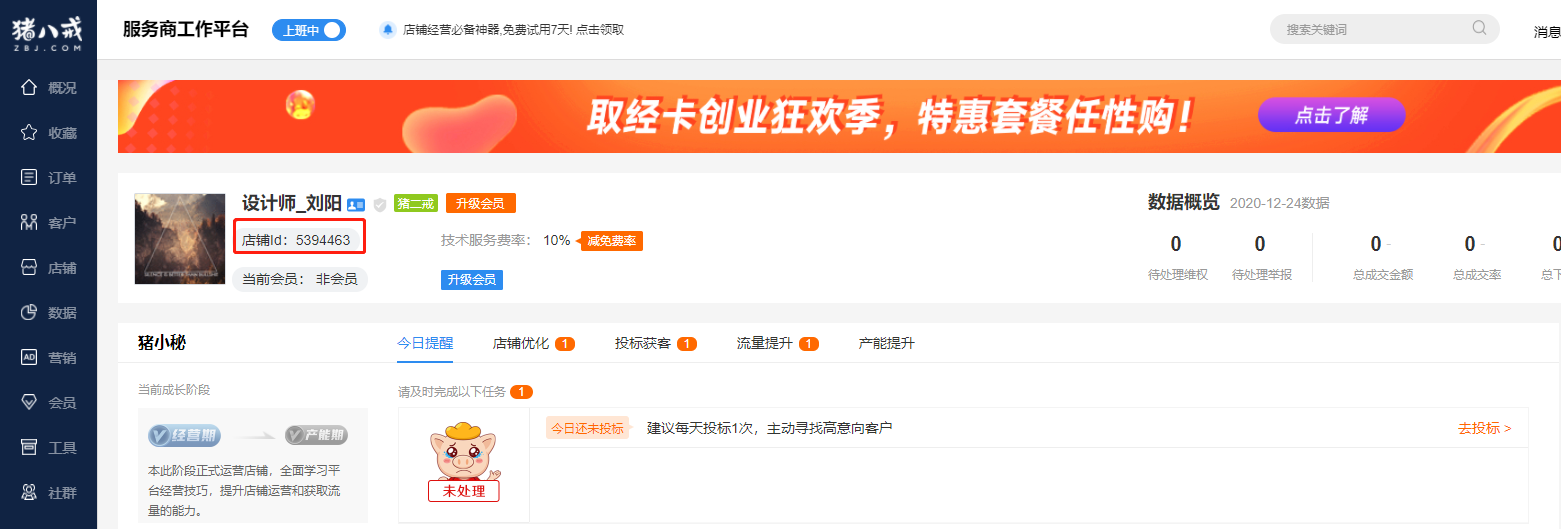 猪八戒
ZBJ.COM
服务商工作平台
上班中
店铺经营必备神器,免费试用7天! 点击领取
搜索关键词
消息
概况
收藏
订单
客户
店铺
数据
AD 营销
会员
工具
社群
取经卡创业狂欢季，特惠套餐任性购！
点击了解
设计师_刘阳
猪二戒
升级会员
店铺Id：5394463
技术服务费率： 10%
减免费率
当前会员： 非会员
升级会员
数据概览 2020-12-24数据
0 0 0 - 0 - 0
待处理维权 待处理举报 总成交金额 总成交率 总下
猪小秘
今日提醒 店铺优化 1 投标获客 1 流量提升 1 产能提升
当前成长阶段
经营期 产能期
本此阶段正式运营店铺，全面学习平
台经营技巧，提升店铺运营和获取流
量的能力。
请及时完成以下任务 1
未处理
今日还未投标 建议每天投标1次，主动寻找高意向客户 去投标 >